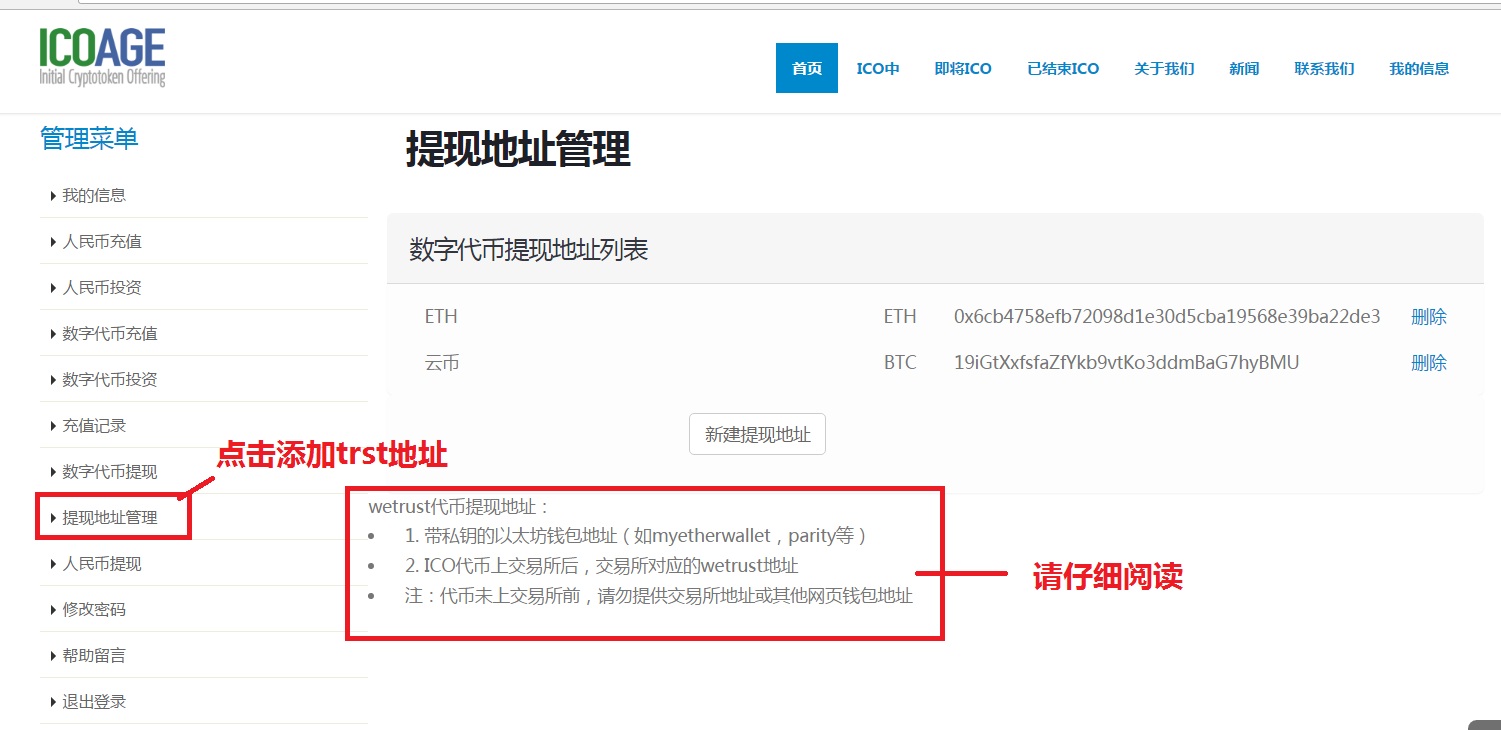 ICOAGE
Initial Cryptotoken Offering
首页 ICO中 即将ICO 已结束ICO 关于我们 新闻 联系我们 我的信息
管理菜单
我的信息
人民币充值
人民币投资
数字代币充值
数字代币投资
充值记录
数字代币提现
提现地址管理
人民币提现
修改密码
帮助留言
退出登录
点击添加trst地址
提现地址管理
数字代币提现地址列表
ETH ETH 0x6cb4758efb72098d1e30d5cba19568e39ba22de3 删除
云币 BTC 19iGtXxfsfaZfYkb9vtKo3ddmBaG7hyBMU 删除
新建提现地址
wetrust代币提现地址：
• 1. 带私钥的以太坊钱包地址（如myetherwallet，parity等）
• 2. ICO代币上交易所后，交易所对应的wetrust地址
• 注：代币未上交易所前，请勿提供交易所地址或其他网页钱包地址
请仔细阅读